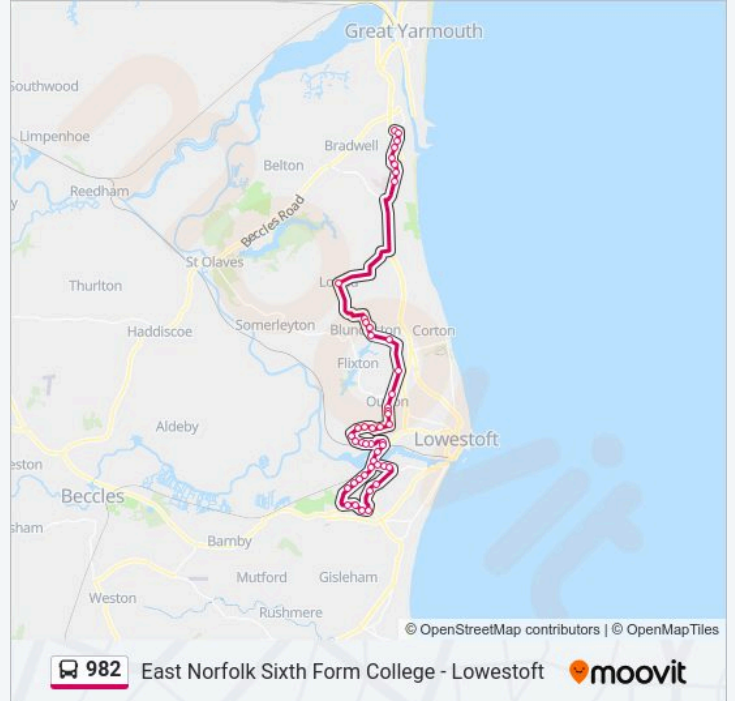 Great Yarmouth
Southwood
Limpenhoe
Bradwell
Belton
Reedham
Beccles Road
St Olaves
Thurlton
Somerleyton
Haddiscoe
Corton
Flixton
Aldeby
Lowestoft
Beccles
Bamby
Mutford
Gisleham
Weston
Rushmere
© OpenStreetMap contributors | © OpenMapTiles
982 East Norfolk Sixth Form College - Lowestoft moovit